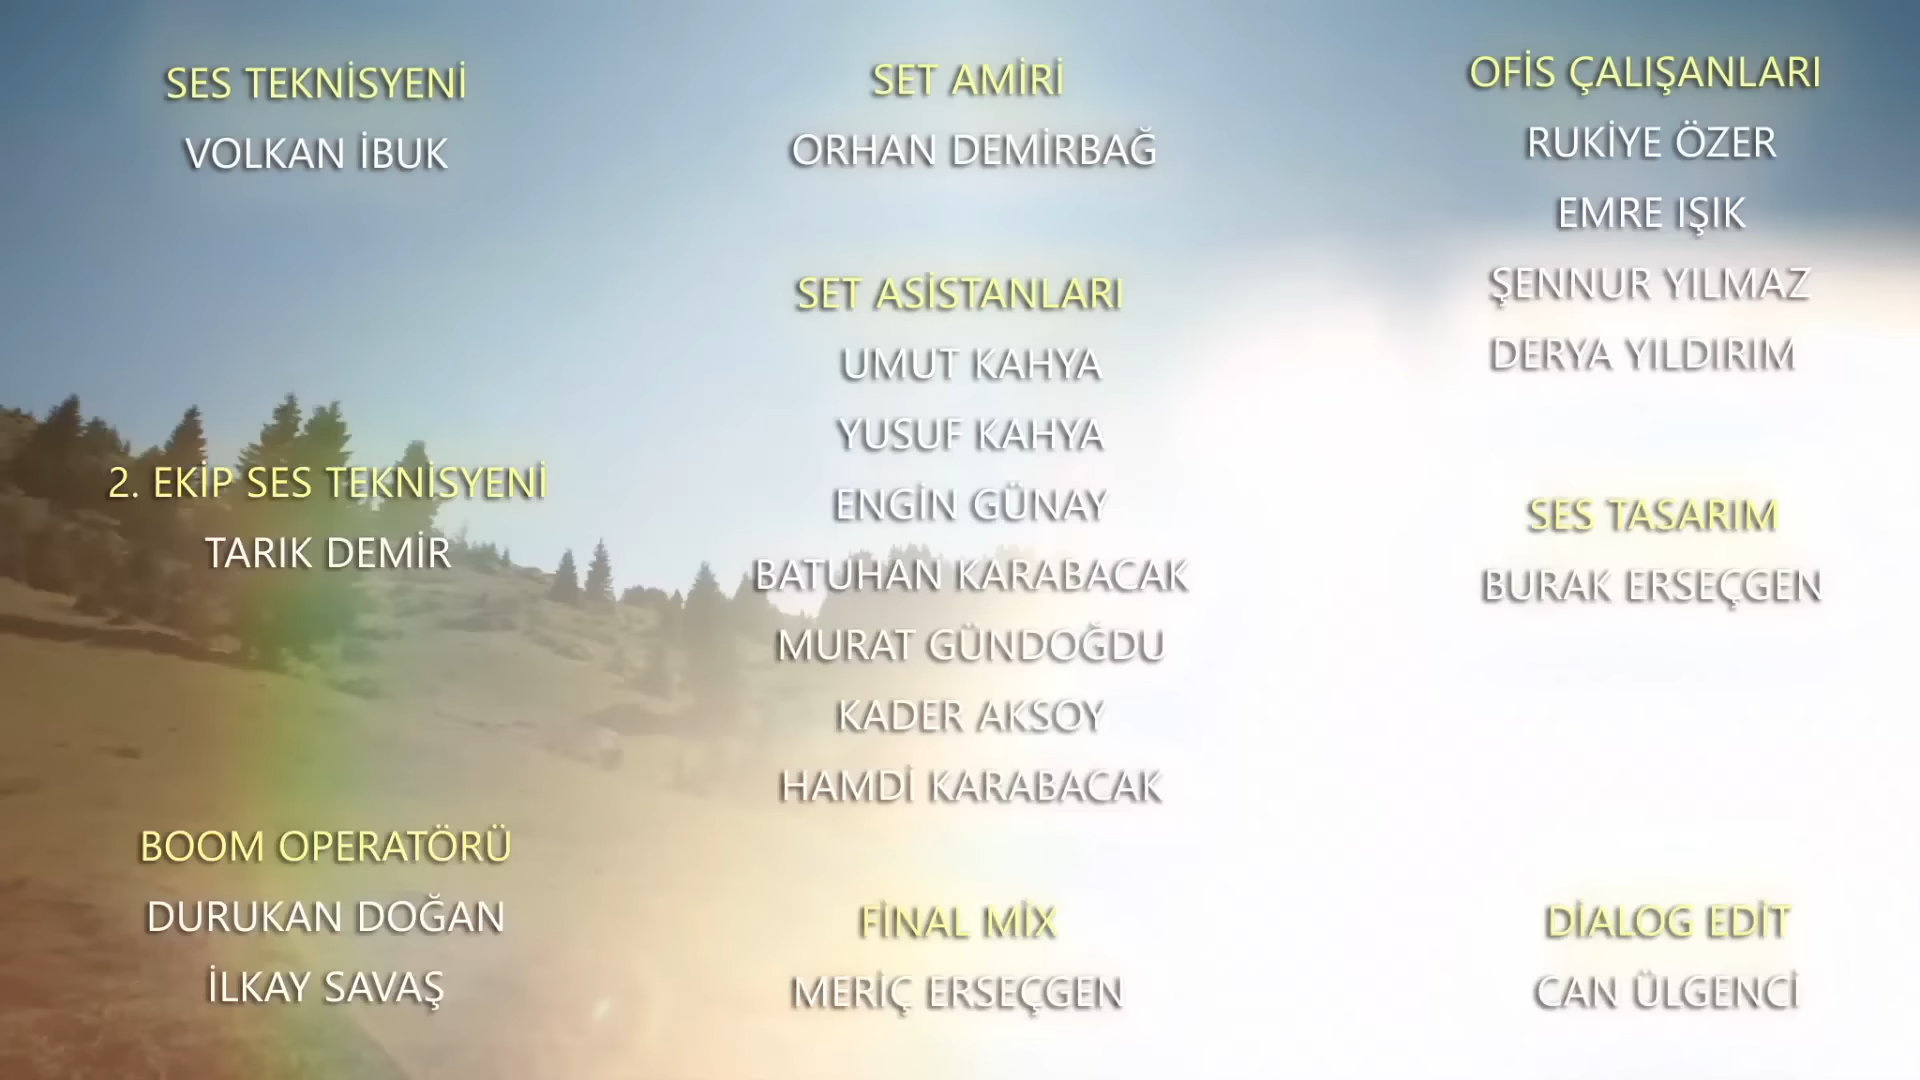 SES TEKNİSYENİ
VOLKAN İBUK
2. EKİP SES TEKNİSYENİ
TARIK DEMİR
BOOM OPERATÖRÜ
DURUKAN DOĞAN
İLKAY SAVAŞ
SET AMİRİ
ORHAN DEMİRBAĞ
SET ASİSTANLARI
UMUT KAHYA
YUSUF KAHYA
ENGİN GÜNAY
BATUHAN KARABACAK
MURAT GÜNDOĞDU
KADER AKSOY
HAMDİ KARABACAK
FİNAL MİX
MERİÇ ERSEÇGEN
OFİS ÇALIŞANLARI
RUKİYE ÖZER
EMRE IŞIK
ŞENNUR YILMAZ
DERYA YILDIRIM
SES TASARIM
BURAK ERSEÇGEN
DİALOG EDİT
CAN ÜLGENCİ